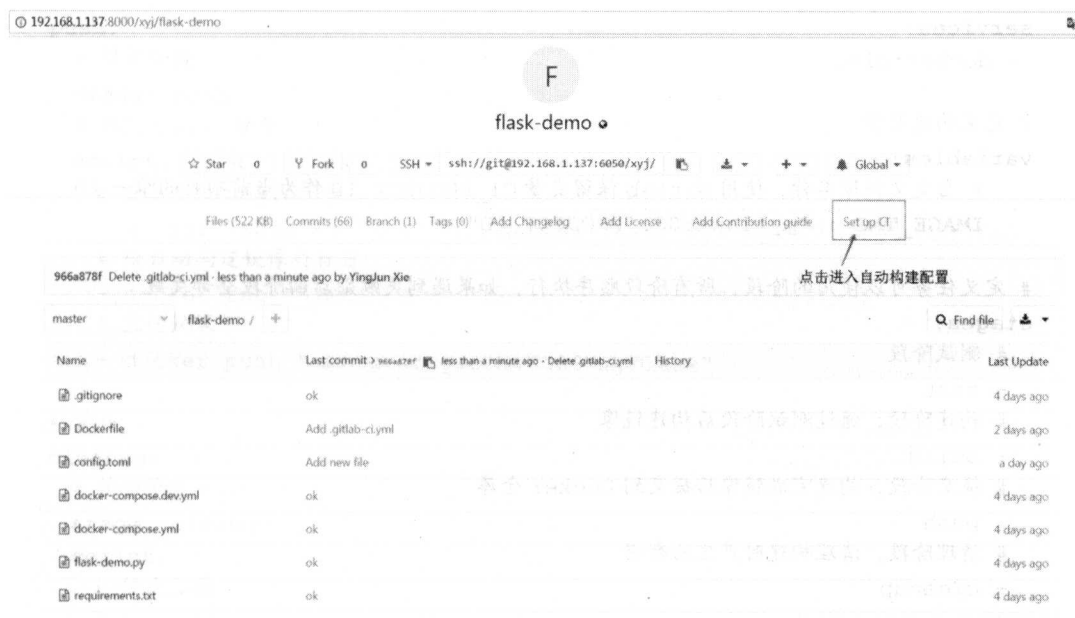 192.168.1.137:8000/xyj/flask-demo
F
flask-demo
Star 0 Fork 0 SSH ssh://git@192.168.1.137:6050/xyj/ Global
Files (522 KB) Commits (66) Branch (1) Tags (0) Add Changelog Add License Add Contribution guide Set up CI
点击进入自动构建配置
966a878f Delete .gitlab-ci.yml · less than a minute ago by YingJun Xie
master flask-demo / + Find file
Name Last commit > 966a878f less than a minute ago · Delete .gitlab-ci.yml History Last Update
.gitignore ok 4 days ago
Dockerfile Add .gitlab-ci.yml 2 days ago
config.toml Add new file a day ago
docker-compose.dev.yml ok 4 days ago
docker-compose.yml ok 4 days ago
flask-demo.py ok 4 days ago
requirements.txt ok 4 days ago